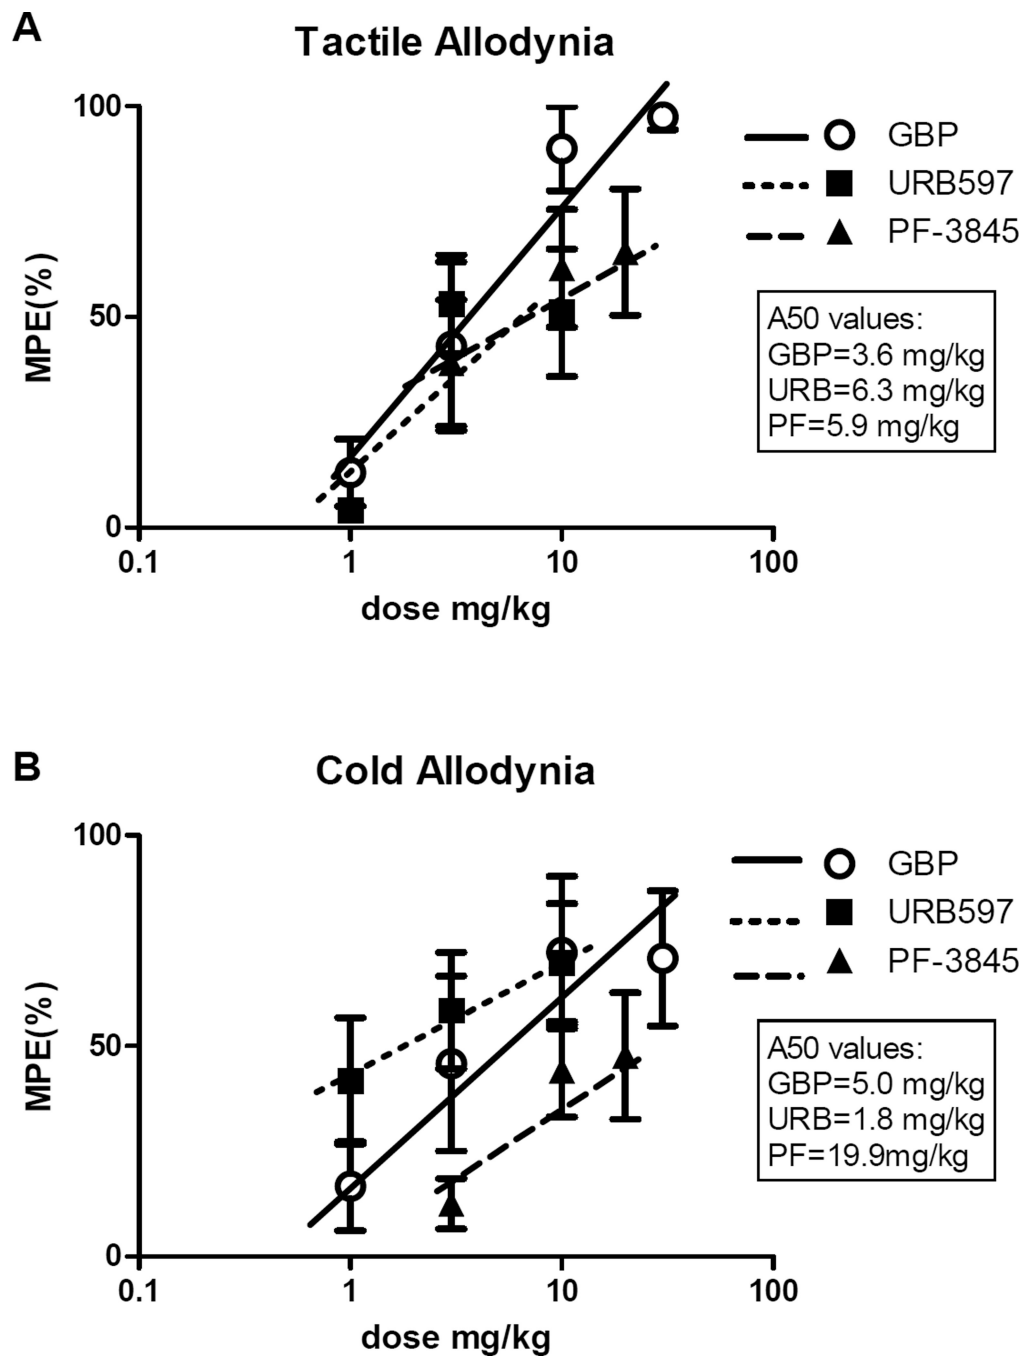 A
Tactile Allodynia
100
50
0
MPE(%)
0.1 1 10 100
dose mg/kg
GBP
URB597
PF-3845
A50 values:
GBP=3.6 mg/kg
URB=6.3 mg/kg
PF=5.9 mg/kg
B
Cold Allodynia
100
50
0
MPE(%)
0.1 1 10 100
dose mg/kg
GBP
URB597
PF-3845
A50 values:
GBP=5.0 mg/kg
URB=1.8 mg/kg
PF=19.9mg/kg